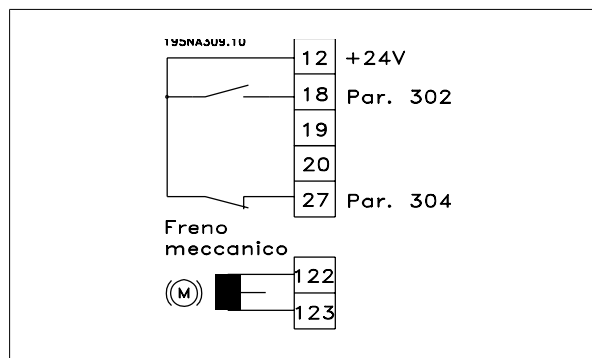 195NA309.10
12 +24V
18 Par. 302
19
20
27 Par. 304
Freno
meccanico
122
M
123